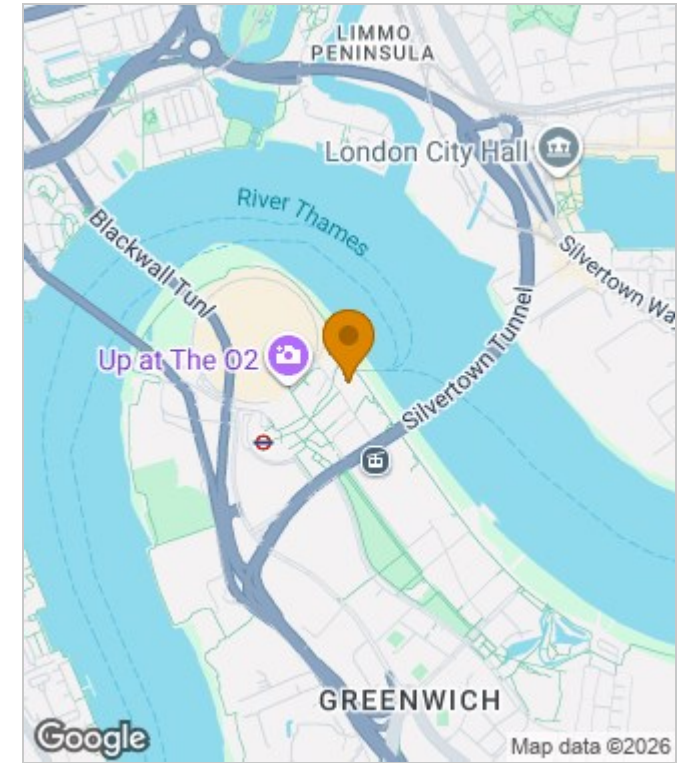 LIMMO
PENINSULA
London City Hall
River Thames
Blackwall Tun
Silvertown Wa
Up at The O2
Silvertown Tunnel
GREENWICH
Google
Map data ©2026